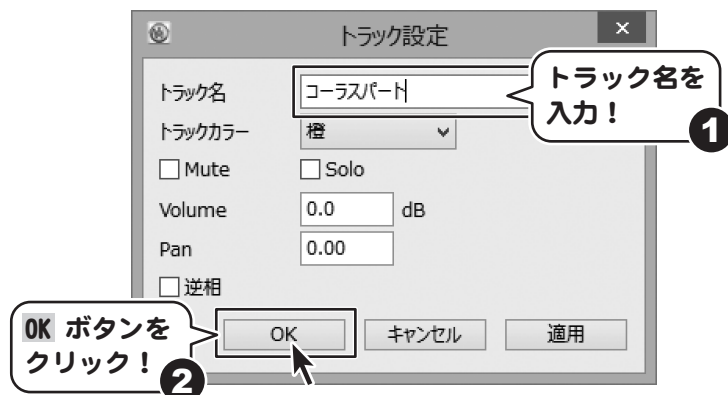 トラック設定
×
トラック名 コーラスパート
トラック名を
入力！
1
トラックカラー 橙
Mute Solo
Volume 0.0 dB
Pan 0.00
逆相
OK キャンセル 適用
OK ボタンを
クリック！
2